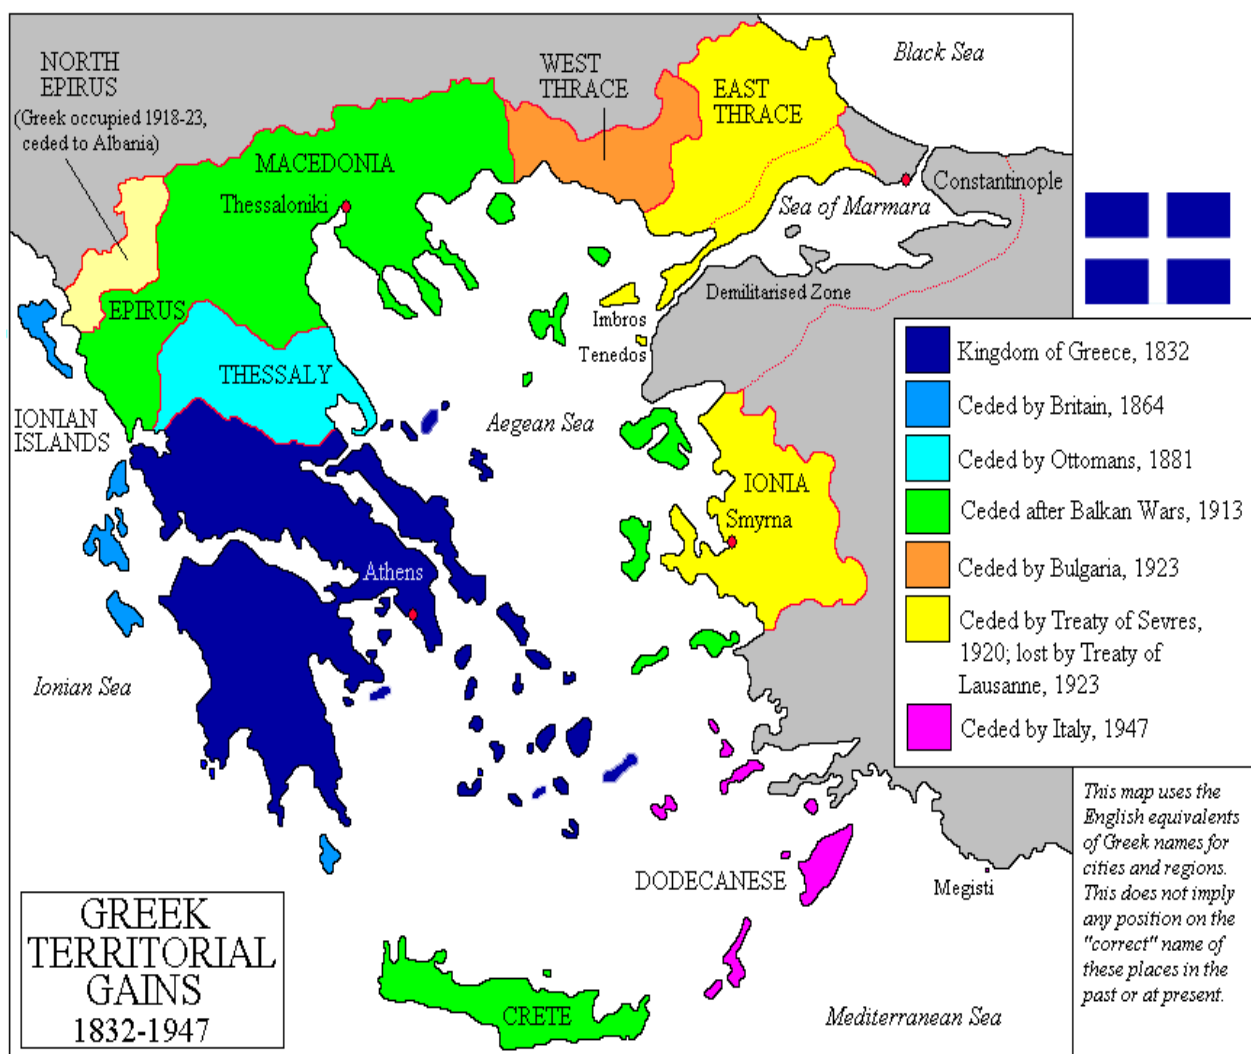 NORTH
EPIRUS
(Greek occupied 1918-23,
ceded to Albania)
WEST
THRACE
EAST
THRACE
Black Sea
MACEDONIA
Thessaloniki
Constantinople
Sea of Marmara
Demilitarised Zone
EPIRUS
Imbros
Tenedos
THESSALY
IONIAN
ISLANDS
Aegean Sea
IONIA
Smyrna
Athens
Ionian Sea
DODECANESE
Megisti
CRETE
Mediterranean Sea
GREEK
TERRITORIAL
GAINS
1832-1947
Kingdom of Greece, 1832
Ceded by Britain, 1864
Ceded by Ottomans, 1881
Ceded after Balkan Wars, 1913
Ceded by Bulgaria, 1923
Ceded by Treaty of Sevres,
1920; lost by Treaty of
Lausanne, 1923
Ceded by Italy, 1947
This map uses the
English equivalents
of Greek names for
cities and regions.
This does not imply
any position on the
"correct" name of
these places in the
past or at present.